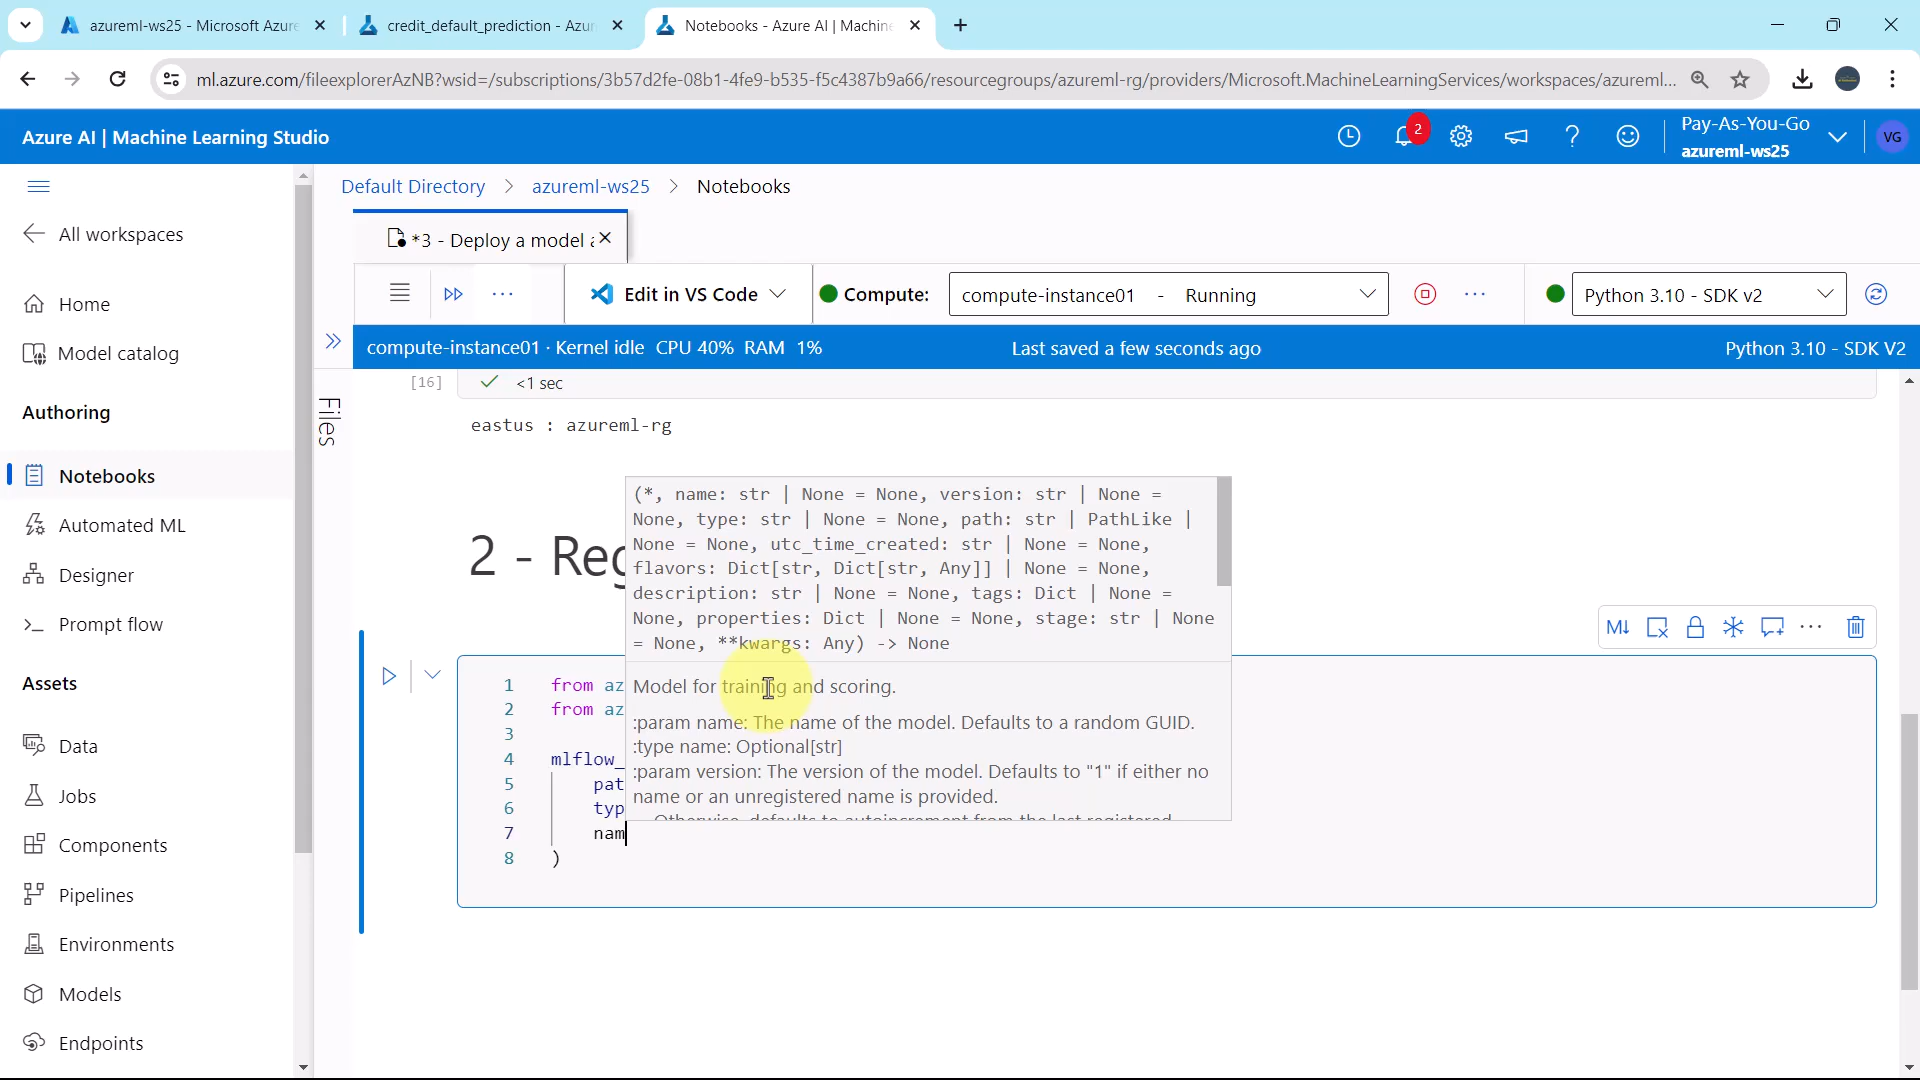 azureml-ws25 - Microsoft Azure
credit_default_prediction - Azur
Notebooks - Azure AI | Machine
ml.azure.com/fileexplorerAzNB?wsid=/subscriptions/3b57d2fe-08b1-4fe9-b535-f5c4387b9a66/resourcegroups/azureml-rg/providers/Microsoft.MachineLearningServices/workspaces/azureml...
Azure AI | Machine Learning Studio
2
Pay-As-You-Go
azureml-ws25
VG
All workspaces
Home
Model catalog
Authoring
Notebooks
Automated ML
Designer
Prompt flow
Assets
Data
Jobs
Components
Pipelines
Environments
Models
Endpoints
Default Directory > azureml-ws25 > Notebooks
*3 - Deploy a model a
Edit in VS Code
Compute:
compute-instance01 - Running
Python 3.10 - SDK v2
compute-instance01 · Kernel idle CPU 40% RAM 1%
Last saved a few seconds ago
Python 3.10 - SDK V2
Files
[16]
<1 sec
eastus : azureml-rg
2 - Reg
(*, name: str | None = None, version: str | None =
None, type: str | None = None, path: str | PathLike |
None = None, utc_time_created: str | None = None,
flavors: Dict[str, Dict[str, Any]] | None = None,
description: str | None = None, tags: Dict | None =
None, properties: Dict | None = None, stage: str | None
= None, **kwargs: Any) -> None
Model for training and scoring.
:param name: The name of the model. Defaults to a random GUID.
:type name: Optional[str]
:param version: The version of the model. Defaults to "1" if either no
name or an unregistered name is provided.
Otherwise, defaults to autoincrement from the last registered
M↓
1 from az
2 from az
3
4 mlflow_
5 pat
6 typ
7 nam
8 )